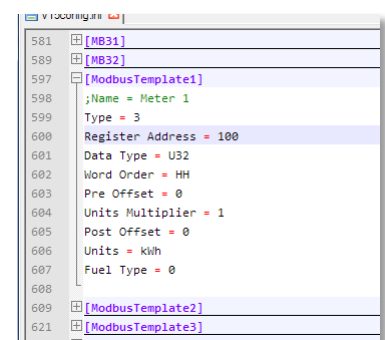 V15config.ini
581 [MB31]
589 [MB32]
597 [ModbusTemplate1]
598 ;Name = Meter 1
599 Type = 3
600 Register Address = 100
601 Data Type = U32
602 Word Order = HH
603 Pre Offset = 0
604 Units Multiplier = 1
605 Post Offset = 0
606 Units = kWh
607 Fuel Type = 0
608
609 [ModbusTemplate2]
621 [ModbusTemplate3]